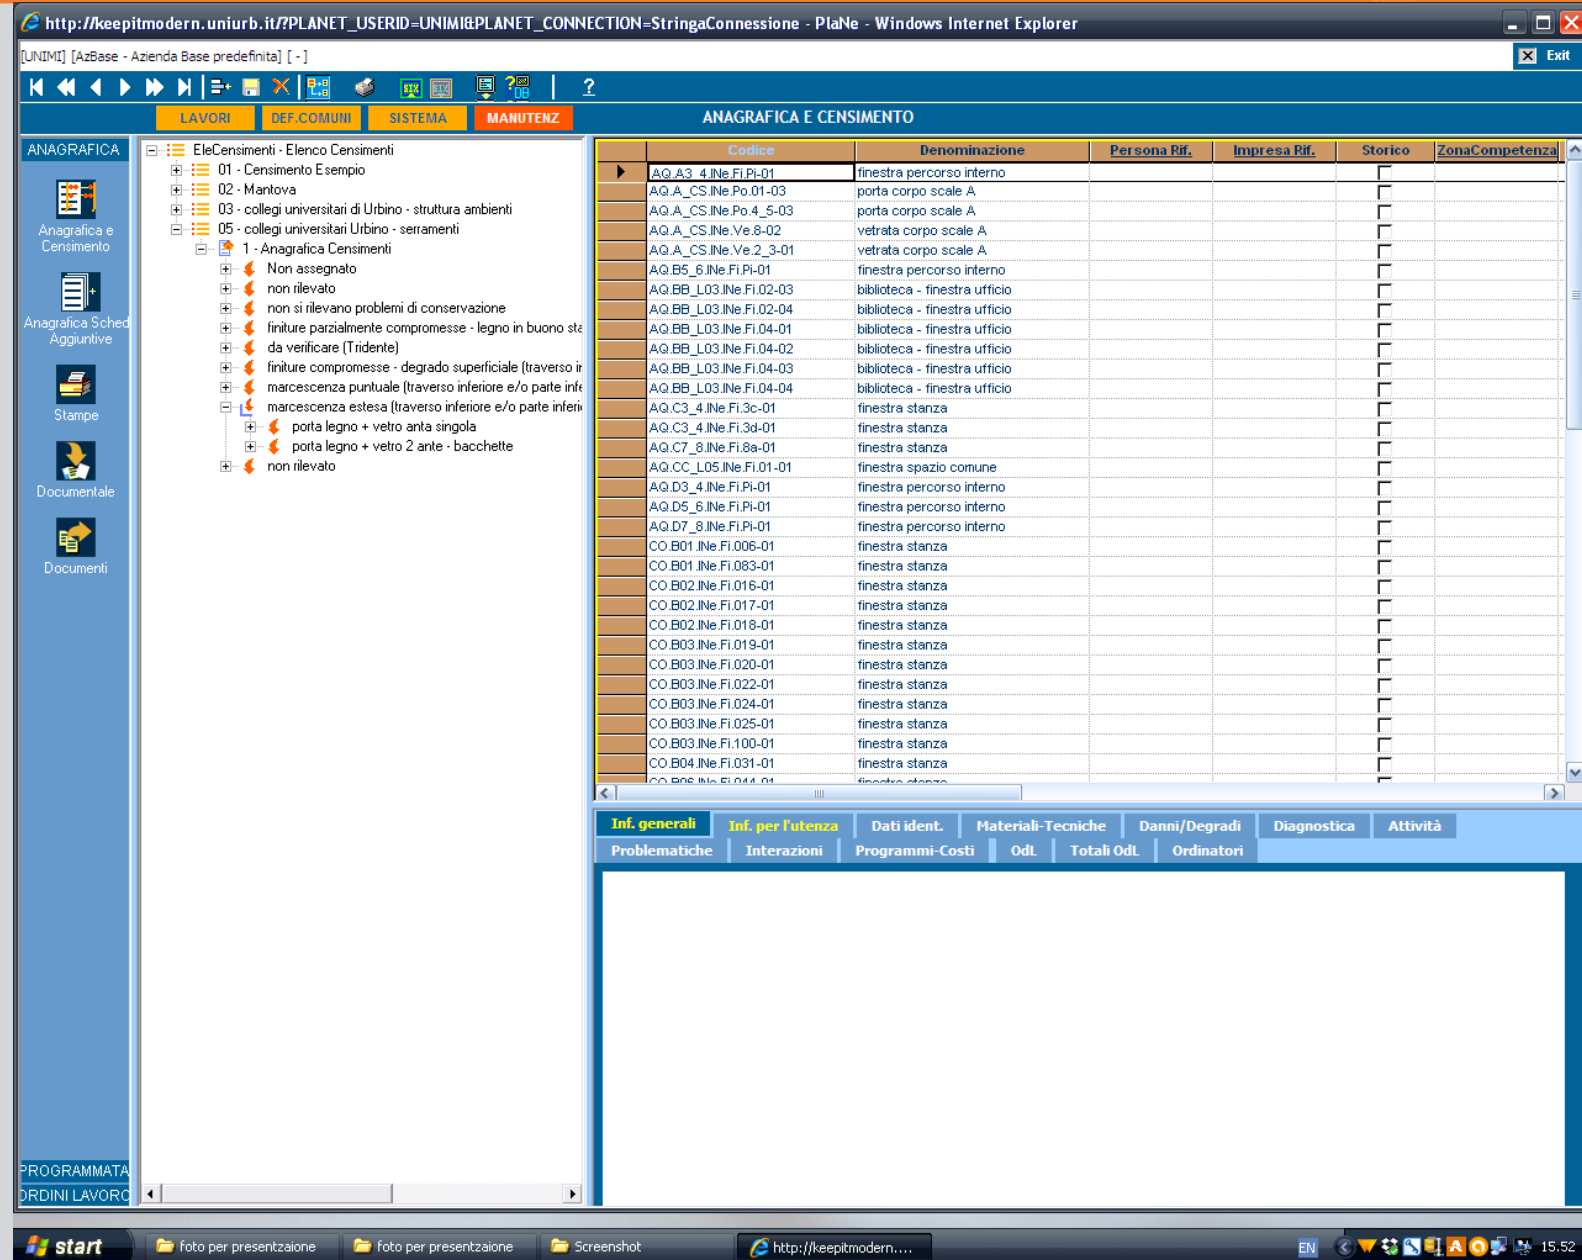 http://keepitmodern.uniurb.it/?PLANET_USERID=UNIMI&PLANET_CONNECTION=StringaConnessione - PlaNe - Windows Internet Explorer
[UNIMI] [AzBase - Azienda Base predefinita] [ - ]
Exit
?
LAVORI DEF.COMUNI SISTEMA MANUTENZ ANAGRAFICA E CENSIMENTO
ANAGRAFICA
Anagrafica e
Censimento
Anagrafica Sched
Aggiuntive
Stampe
Documentale
Documenti
PROGRAMMATA
ORDINI LAVORO
EleCensimenti - Elenco Censimenti
01 - Censimento Esempio
02 - Mantova
03 - collegi universitari di Urbino - struttura ambienti
05 - collegi universitari Urbino - serramenti
1 - Anagrafica Censimenti
Non assegnato
non rilevato
non si rilevano problemi di conservazione
finiture parzialmente compromesse - legno in buono sta
da verificare (Tridente)
finiture compromesse - degrado superficiale (traverso in
marcescenza puntuale (traverso inferiore e/o parte infe
marcescenza estesa (traverso inferiore e/o parte inferi
porta legno + vetro anta singola
porta legno + vetro 2 ante - bacchette
non rilevato
Codice Denominazione Persona Rif. Impresa Rif. Storico ZonaCompetenza
AQ.A3_4.INe.Fi.Pi-01 finestra percorso interno
AQ.A_CS.INe.Po.01-03 porta corpo scale A
AQ.A_CS.INe.Po.4_5-03 porta corpo scale A
AQ.A_CS.INe.Ve.8-02 vetrata corpo scale A
AQ.A_CS.INe.Ve.2_3-01 vetrata corpo scale A
AQ.B5_6.INe.Fi.Pi-01 finestra percorso interno
AQ.BB_L03.INe.Fi.02-03 biblioteca - finestra ufficio
AQ.BB_L03.INe.Fi.02-04 biblioteca - finestra ufficio
AQ.BB_L03.INe.Fi.04-01 biblioteca - finestra ufficio
AQ.BB_L03.INe.Fi.04-02 biblioteca - finestra ufficio
AQ.BB_L03.INe.Fi.04-03 biblioteca - finestra ufficio
AQ.BB_L03.INe.Fi.04-04 biblioteca - finestra ufficio
AQ.C3_4.INe.Fi.3c-01 finestra stanza
AQ.C3_4.INe.Fi.3d-01 finestra stanza
AQ.C7_8.INe.Fi.8a-01 finestra stanza
AQ.CC_L05.INe.Fi.01-01 finestra spazio comune
AQ.D3_4.INe.Fi.Pi-01 finestra percorso interno
AQ.D5_6.INe.Fi.Pi-01 finestra percorso interno
AQ.D7_8.INe.Fi.Pi-01 finestra percorso interno
CO.B01.INe.Fi.006-01 finestra stanza
CO.B01.INe.Fi.083-01 finestra stanza
CO.B02.INe.Fi.016-01 finestra stanza
CO.B02.INe.Fi.017-01 finestra stanza
CO.B02.INe.Fi.018-01 finestra stanza
CO.B03.INe.Fi.019-01 finestra stanza
CO.B03.INe.Fi.020-01 finestra stanza
CO.B03.INe.Fi.022-01 finestra stanza
CO.B03.INe.Fi.024-01 finestra stanza
CO.B03.INe.Fi.025-01 finestra stanza
CO.B03.INe.Fi.100-01 finestra stanza
CO.B04.INe.Fi.031-01 finestra stanza
CO.B06.INe.Fi.044-01 finestra stanza
Inf. generali Inf. per l'utenza Dati ident. Materiali-Tecniche Danni/Degradi Diagnostica Attività
Problematiche Interazioni Programmi-Costi OdL Totali OdL Ordinatori
start foto per presentzaione foto per presentzaione Screenshot http://keepitmodern.... EN 15.52